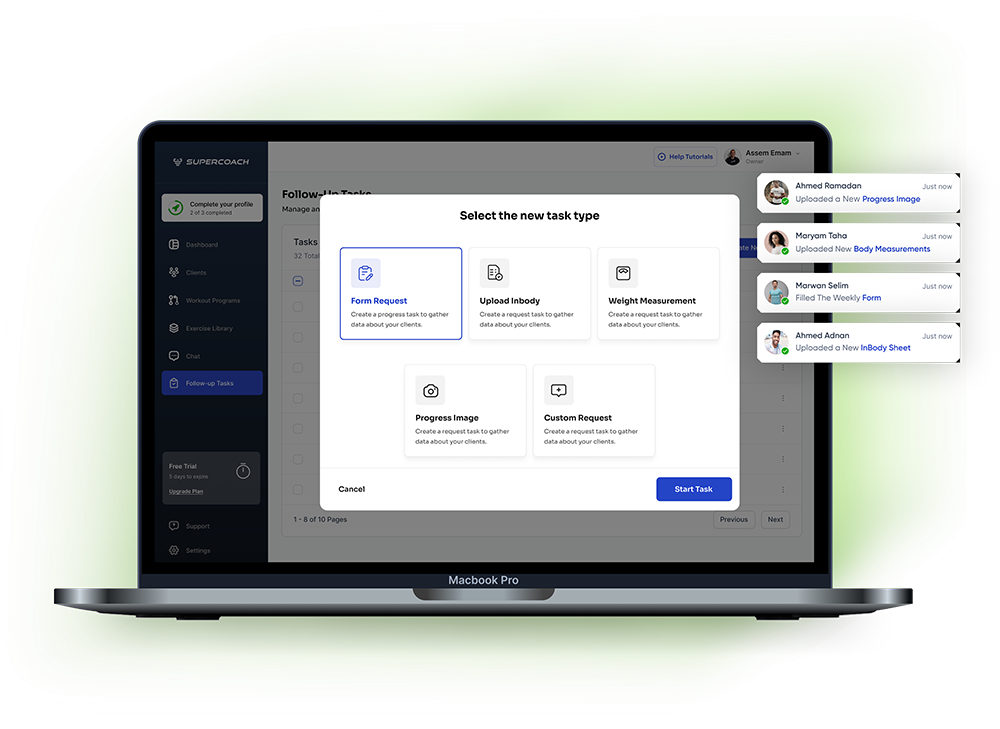 SUPERCOACH
Complete your profile
2 of 3 completed
Dashboard
Clients
Workout Programs
Exercise Library
Chat
Follow-up Tasks
Free Trial
5 days to expire
Upgrade Plan
Support
Settings
Help Tutorials
Assem Emam
Owner
Follow-Up Tasks
Manage
Tasks
32
Select the new task type
Form Request
Create a progress task to gather
data about your clients.
Upload Inbody
Create a request task to gather
data about your clients.
Weight Measurement
Create a request task to gather
data about your clients.
Progress Image
Create a request task to gather
data about your clients.
Custom Request
Create a request task to gather
data about your clients.
Cancel
Start Task
1 - 8 of 10 Pages
Previous
Next
Ahmed Ramadan
Just now
Uploaded a New Progress Image
Maryam Taha
Just now
Uploaded New Body Measurements
Marwan Selim
Just now
Filled The Weekly Form
Ahmed Adnan
Just now
Uploaded a New InBody Sheet
Macbook Pro